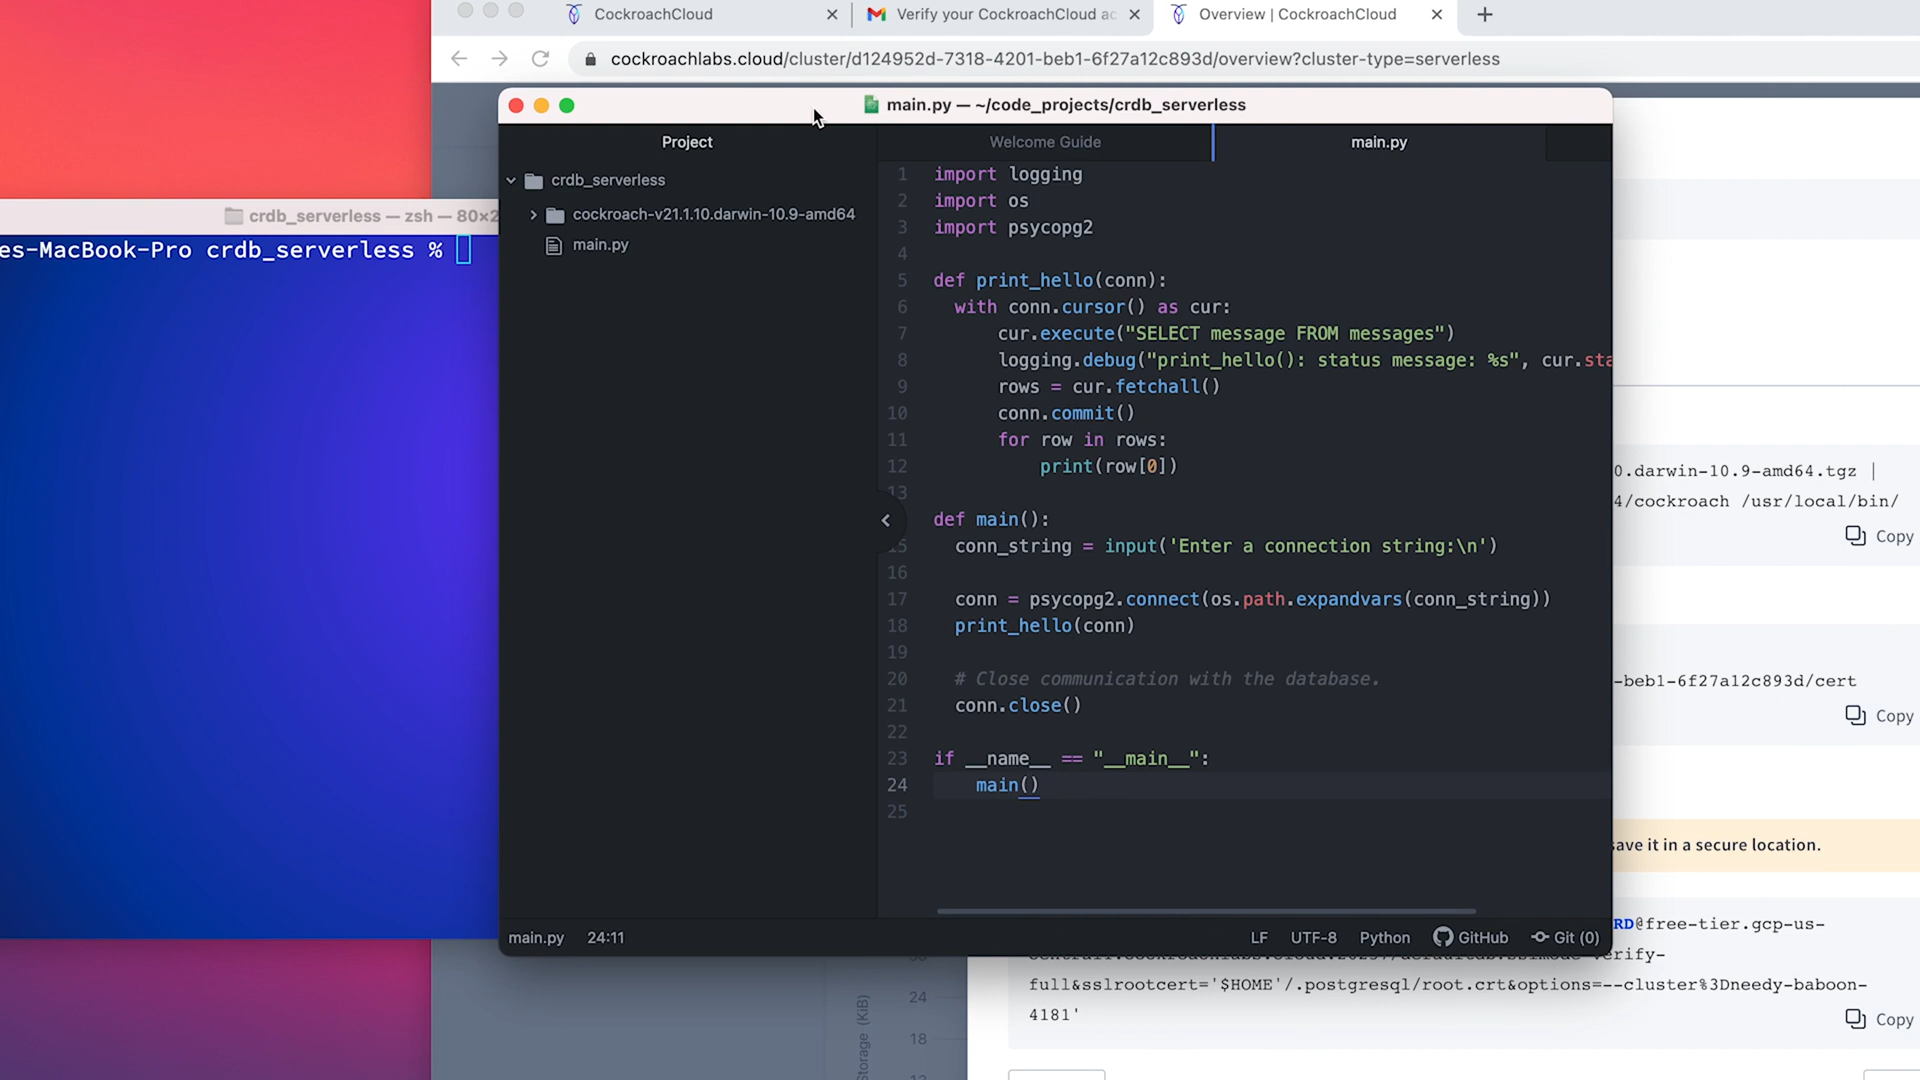 CockroachCloud
Verify your CockroachCloud ac
Overview | CockroachCloud
cockroachlabs.cloud/cluster/d124952d-7318-4201-beb1-6f27a12c893d/overview?cluster-type=serverless
main.py — ~/code_projects/crdb_serverless
Project
Welcome Guide
main.py
crdb_serverless
cockroach-v21.1.10.darwin-10.9-amd64
main.py
crdb_serverless — zsh — 80×2
es-MacBook-Pro crdb_serverless %
1 import logging
2 import os
3 import psycopg2
4
5 def print_hello(conn):
6 with conn.cursor() as cur:
7 cur.execute("SELECT message FROM messages")
8 logging.debug("print_hello(): status message: %s", cur.sta
9 rows = cur.fetchall()
10 conn.commit()
11 for row in rows:
12 print(row[0])
13
def main():
15 conn_string = input('Enter a connection string:\n')
16
17 conn = psycopg2.connect(os.path.expandvars(conn_string))
18 print_hello(conn)
19
20 # Close communication with the database.
21 conn.close()
22
23 if __name__ == "__main__":
24 main()
25
main.py 24:11
LF UTF-8 Python GitHub Git (0)
0.darwin-10.9-amd64.tgz |
4/cockroach /usr/local/bin/
Copy
-beb1-6f27a12c893d/cert
Copy
save it in a secure location.
RD@free-tier.gcp-us-
erify-
full&sslrootcert='$HOME'/.postgresql/root.crt&options=--cluster%3Dneedy-baboon-
4181'
Copy
Storage (KiB)
24
18